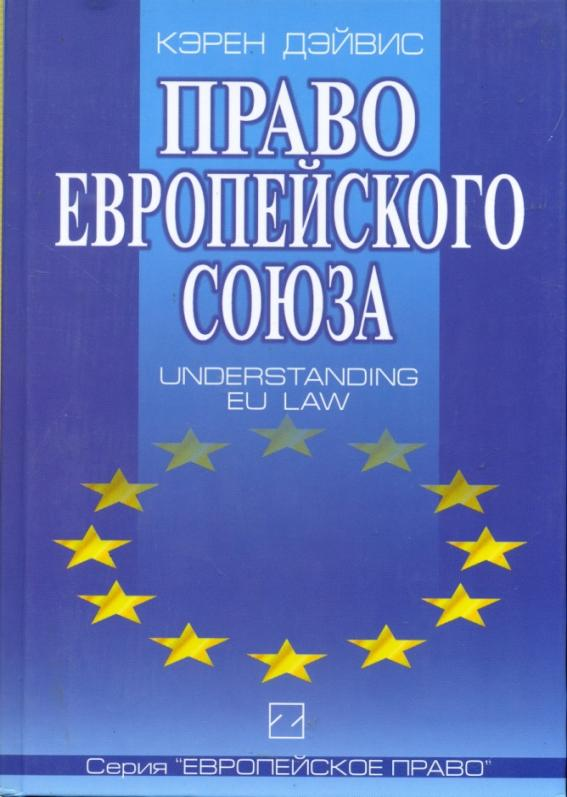 КЭРЕН ДЭЙВИС
ПРАВО
ЕВРОПЕЙСКОГО
СОЮЗА
UNDERSTANDING
EU LAW
Серия "ЕВРОПЕЙСКОЕ ПРАВО"